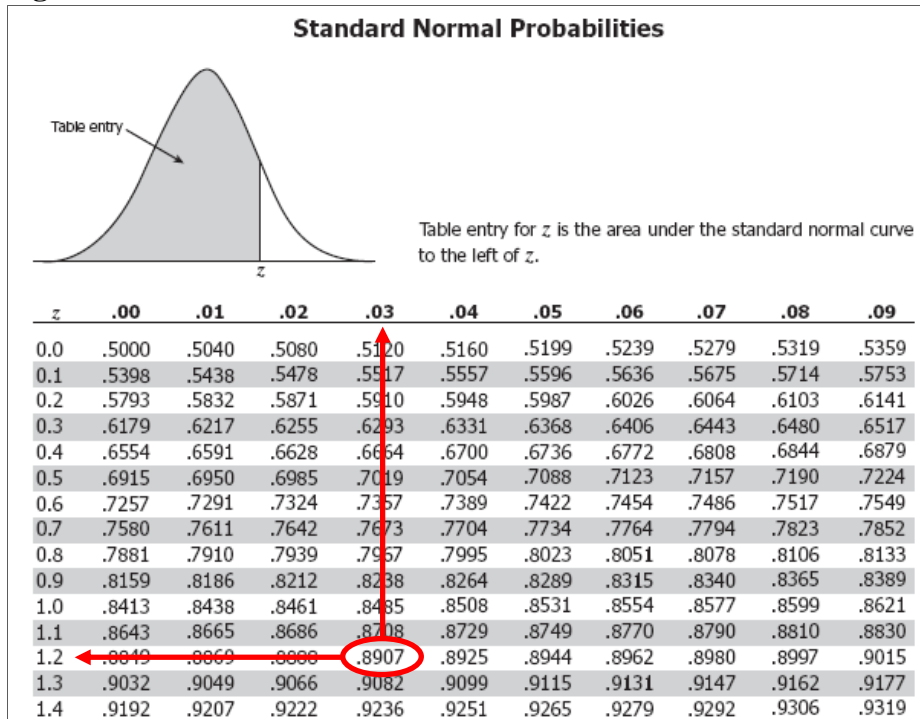 Standard Normal Probabilities
Table entry
z
Table entry for z is the area under the standard normal curve
to the left of z.
z .00 .01 .02 .03 .04 .05 .06 .07 .08 .09
0.0 .5000 .5040 .5080 .5120 .5160 .5199 .5239 .5279 .5319 .5359
0.1 .5398 .5438 .5478 .5517 .5557 .5596 .5636 .5675 .5714 .5753
0.2 .5793 .5832 .5871 .5910 .5948 .5987 .6026 .6064 .6103 .6141
0.3 .6179 .6217 .6255 .6293 .6331 .6368 .6406 .6443 .6480 .6517
0.4 .6554 .6591 .6628 .6664 .6700 .6736 .6772 .6808 .6844 .6879
0.5 .6915 .6950 .6985 .7019 .7054 .7088 .7123 .7157 .7190 .7224
0.6 .7257 .7291 .7324 .7357 .7389 .7422 .7454 .7486 .7517 .7549
0.7 .7580 .7611 .7642 .7673 .7704 .7734 .7764 .7794 .7823 .7852
0.8 .7881 .7910 .7939 .7967 .7995 .8023 .8051 .8078 .8106 .8133
0.9 .8159 .8186 .8212 .8238 .8264 .8289 .8315 .8340 .8365 .8389
1.0 .8413 .8438 .8461 .8485 .8508 .8531 .8554 .8577 .8599 .8621
1.1 .8643 .8665 .8686 .8708 .8729 .8749 .8770 .8790 .8810 .8830
1.2 .8849 .8869 .8888 .8907 .8925 .8944 .8962 .8980 .8997 .9015
1.3 .9032 .9049 .9066 .9082 .9099 .9115 .9131 .9147 .9162 .9177
1.4 .9192 .9207 .9222 .9236 .9251 .9265 .9279 .9292 .9306 .9319